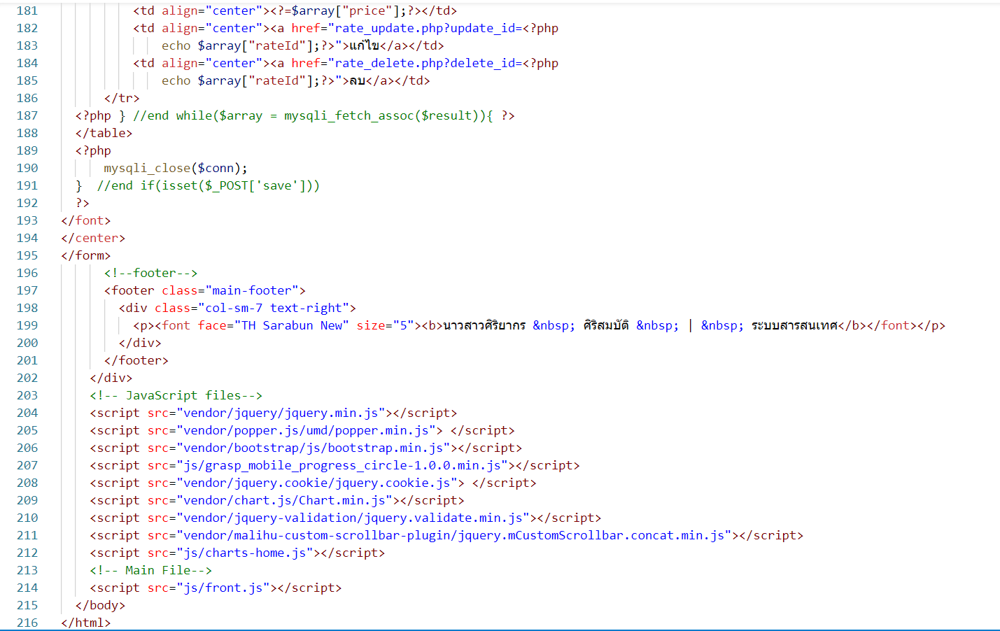 181 <td align="center"><?=$array["price"];?></td>
182 <td align="center"><a href="rate_update.php?update_id=<?php
183 echo $array["rateId"];?>">แก้ไข</a></td>
184 <td align="center"><a href="rate_delete.php?delete_id=<?php
185 echo $array["rateId"];?>">ลบ</a></td>
186 </tr>
187 <?php } //end while($array = mysqli_fetch_assoc($result)){ ?>
188 </table>
189 <?php
190 mysqli_close($conn);
191 } //end if(isset($_POST['save']))
192 ?>
193 </font>
194 </center>
195 </form>
196 <!--footer-->
197 <footer class="main-footer">
198 <div class="col-sm-7 text-right">
199 <p><font face="TH Sarabun New" size="5"><b>นาวสาวศิริยากร &nbsp; ศิริสมบัติ &nbsp; | &nbsp; ระบบสารสนเทศ</b></font></p>
200 </div>
201 </footer>
202 </div>
203 <!-- JavaScript files-->
204 <script src="vendor/jquery/jquery.min.js"></script>
205 <script src="vendor/popper.js/umd/popper.min.js"> </script>
206 <script src="vendor/bootstrap/js/bootstrap.min.js"></script>
207 <script src="js/grasp_mobile_progress_circle-1.0.0.min.js"></script>
208 <script src="vendor/jquery.cookie/jquery.cookie.js"> </script>
209 <script src="vendor/chart.js/Chart.min.js"></script>
210 <script src="vendor/jquery-validation/jquery.validate.min.js"></script>
211 <script src="vendor/malihu-custom-scrollbar-plugin/jquery.mCustomScrollbar.concat.min.js"></script>
212 <script src="js/charts-home.js"></script>
213 <!-- Main File-->
214 <script src="js/front.js"></script>
215 </body>
216 </html>